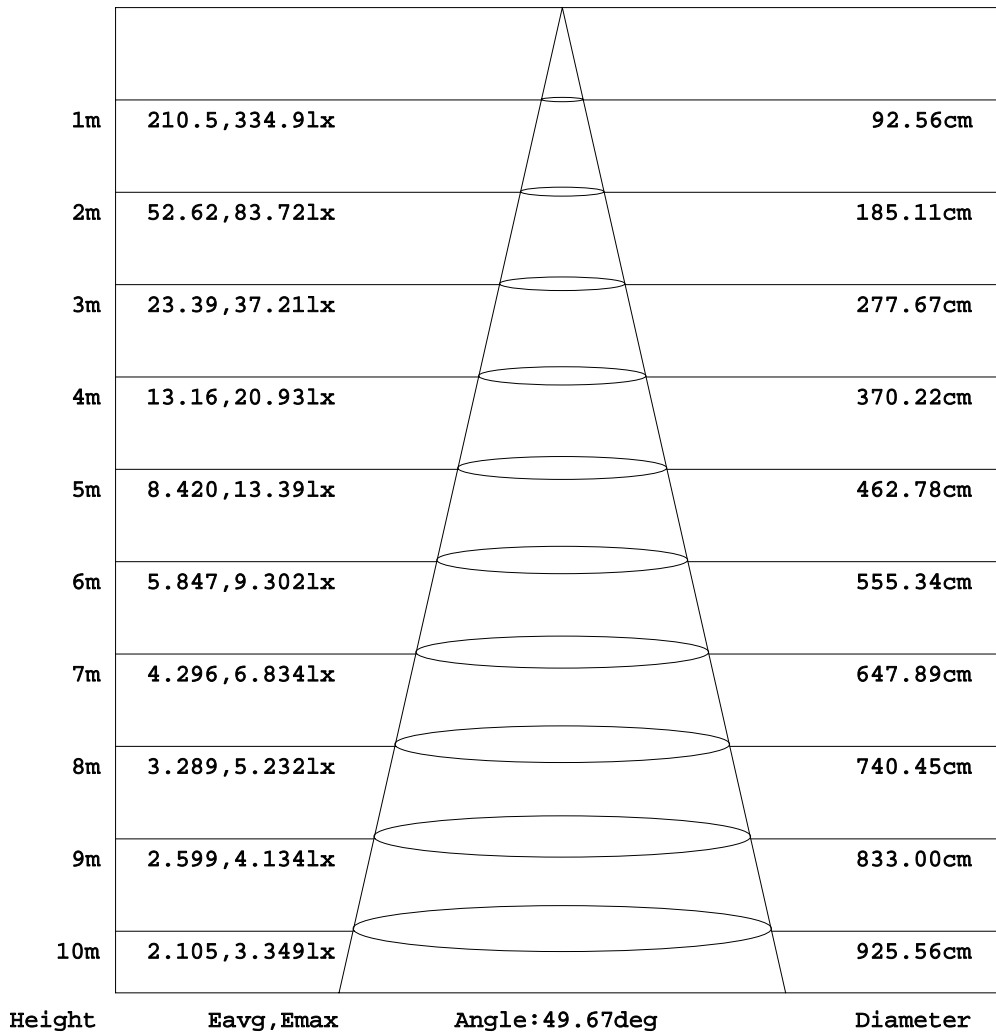 1m 210.5,334.9lx 92.56cm
2m 52.62,83.72lx 185.11cm
3m 23.39,37.21lx 277.67cm
4m 13.16,20.93lx 370.22cm
5m 8.420,13.39lx 462.78cm
6m 5.847,9.302lx 555.34cm
7m 4.296,6.834lx 647.89cm
8m 3.289,5.232lx 740.45cm
9m 2.599,4.134lx 833.00cm
10m 2.105,3.349lx 925.56cm
Height Eavg,Emax Angle:49.67deg Diameter